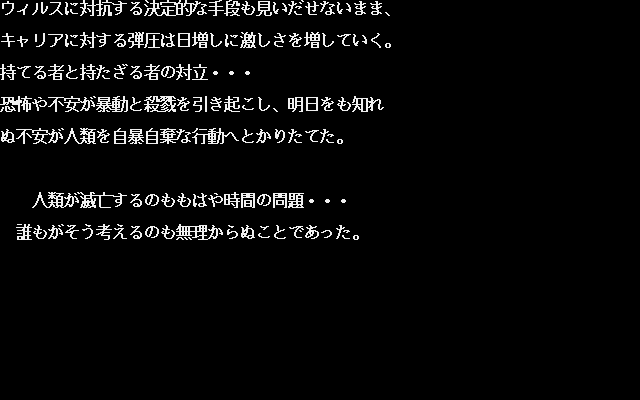 ウィルスに対抗する決定的な手段も見いだせないまま、
キャリアに対する弾圧は日増しに激しさを増していく。
持てる者と持たざる者の対立・・・
恐怖や不安が暴動と殺戮を引き起こし、明日をも知れ
ぬ不安が人類を自暴自棄な行動へとかりたてた。
人類が滅亡するのももはや時間の問題・・・
誰もがそう考えるのも無理からぬことであった。